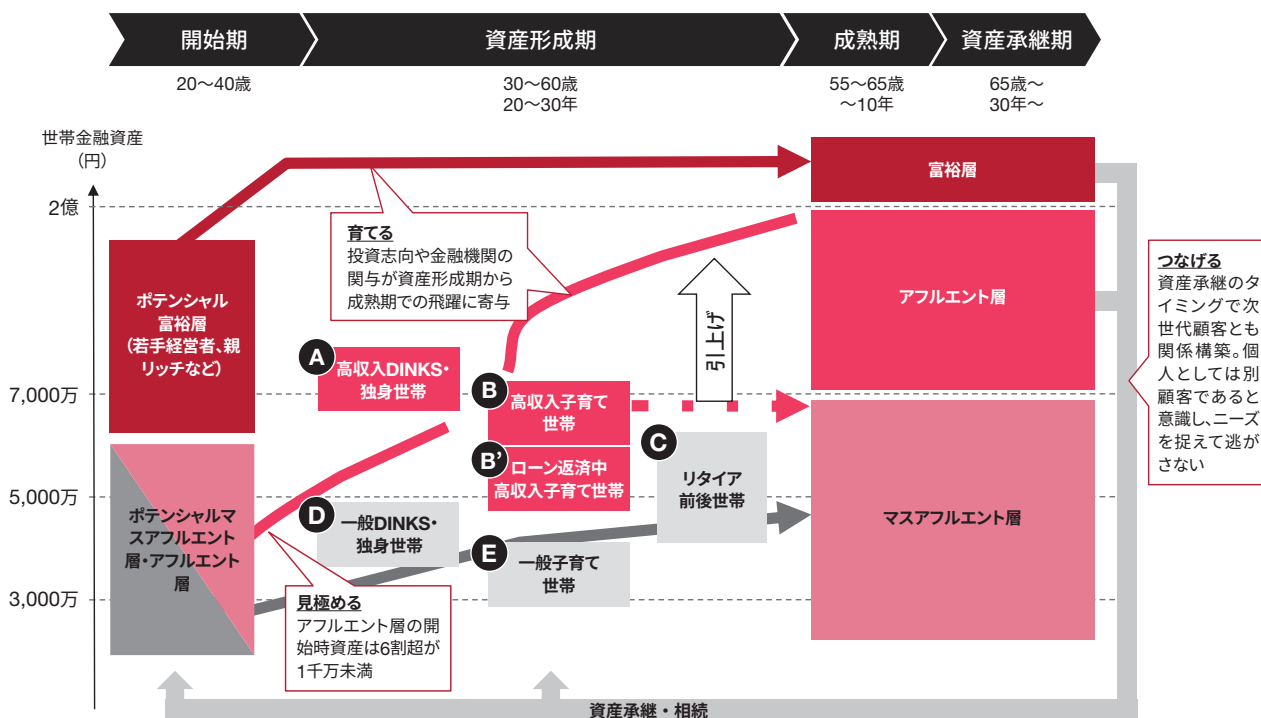 開始期
資産形成期
成熟期
資産承継期
20〜40歳
30〜60歳
20〜30年
55〜65歳
〜10年
65歳〜
30年〜
世帯金融資産
(円)
2億
7,000万
5,000万
3,000万
富裕層
アフルエント層
マスアフルエント層
ポテンシャル
富裕層
(若手経営者、親
リッチなど)
ポテンシャルマ
スアフルエント
層・アフルエント
層
育てる
投資志向や金融機関の
関与が資産形成期から
成熟期での飛躍に寄与
引上げ
A
高収入DINKS・
独身世帯
B
高収入子育て
世帯
B'
ローン返済中
高収入子育て世帯
C
リタイア
前後世帯
D
一般DINKS・
独身世帯
E
一般子育て
世帯
見極める
アフルエント層の開
始時資産は6割超が
1千万未満
つなげる
資産承継のタ
イミングで次
世代顧客とも
関係構築。個
人としては別
顧客であると
意識し、ニーズ
を捉えて逃が
さない
資産承継・相続